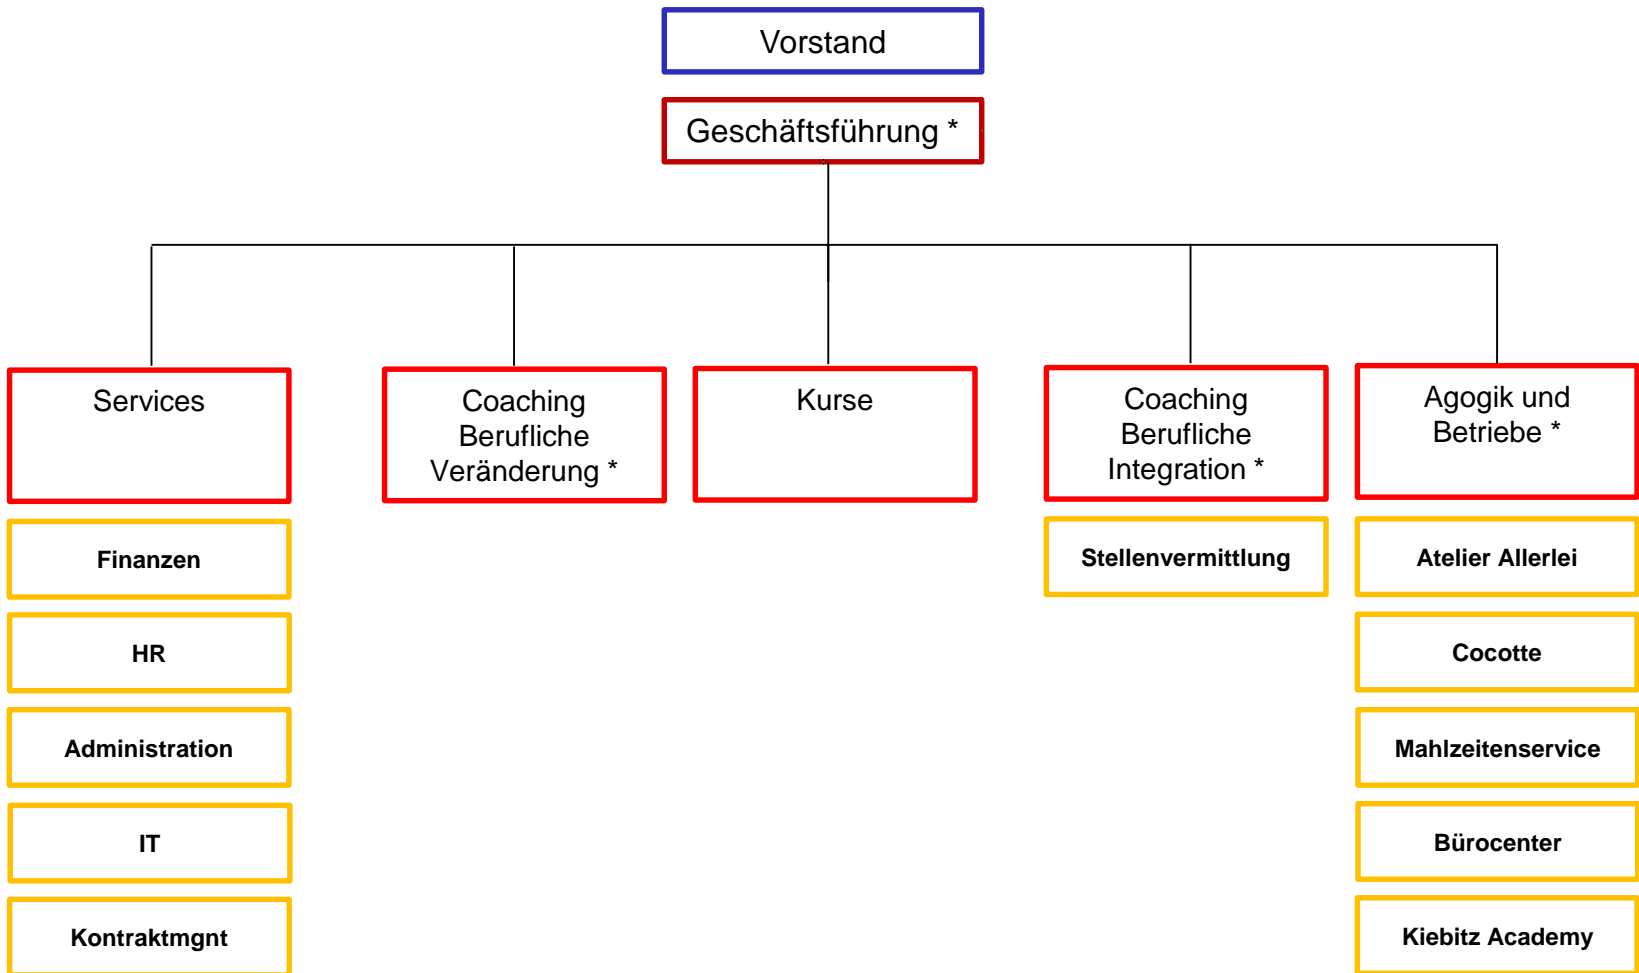 Vorstand
Geschäftsführung *
Services
Coaching
Berufliche
Veränderung *
Kurse
Coaching
Berufliche
Integration *
Agogik und
Betriebe *
Finanzen
HR
Administration
IT
Kontraktmgnt
Stellenvermittlung
Atelier Allerlei
Cocotte
Mahlzeitenservice
Bürocenter
Kiebitz Academy